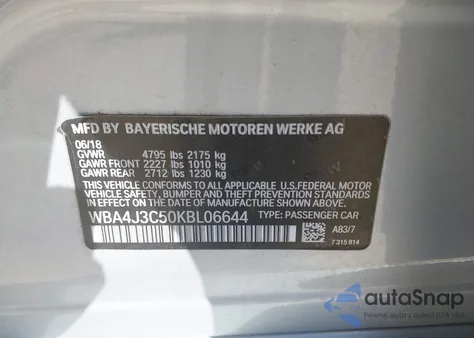 MFD BY BAYERISCHE MOTOREN WERKE AG
06/18
GVWR 4795 lbs 2175 kg
GAWR FRONT 2227 lbs 1010 kg
GAWR REAR 2712 lbs 1230 kg
THIS VEHICLE CONFORMS TO ALL APPLICABLE U.S.FEDERAL MOTOR
VEHICLE SAFETY, BUMPER, AND THEFT PREVENTION STANDARDS IN
EFFECT ON THE DATE OF MANUFACTURE SHOWN ABOVE.
WBA4J3C50KBL06644 TYPE: PASSENGER CAR
A83/7
7 315 814
autoSnap
Pewne auta z USA